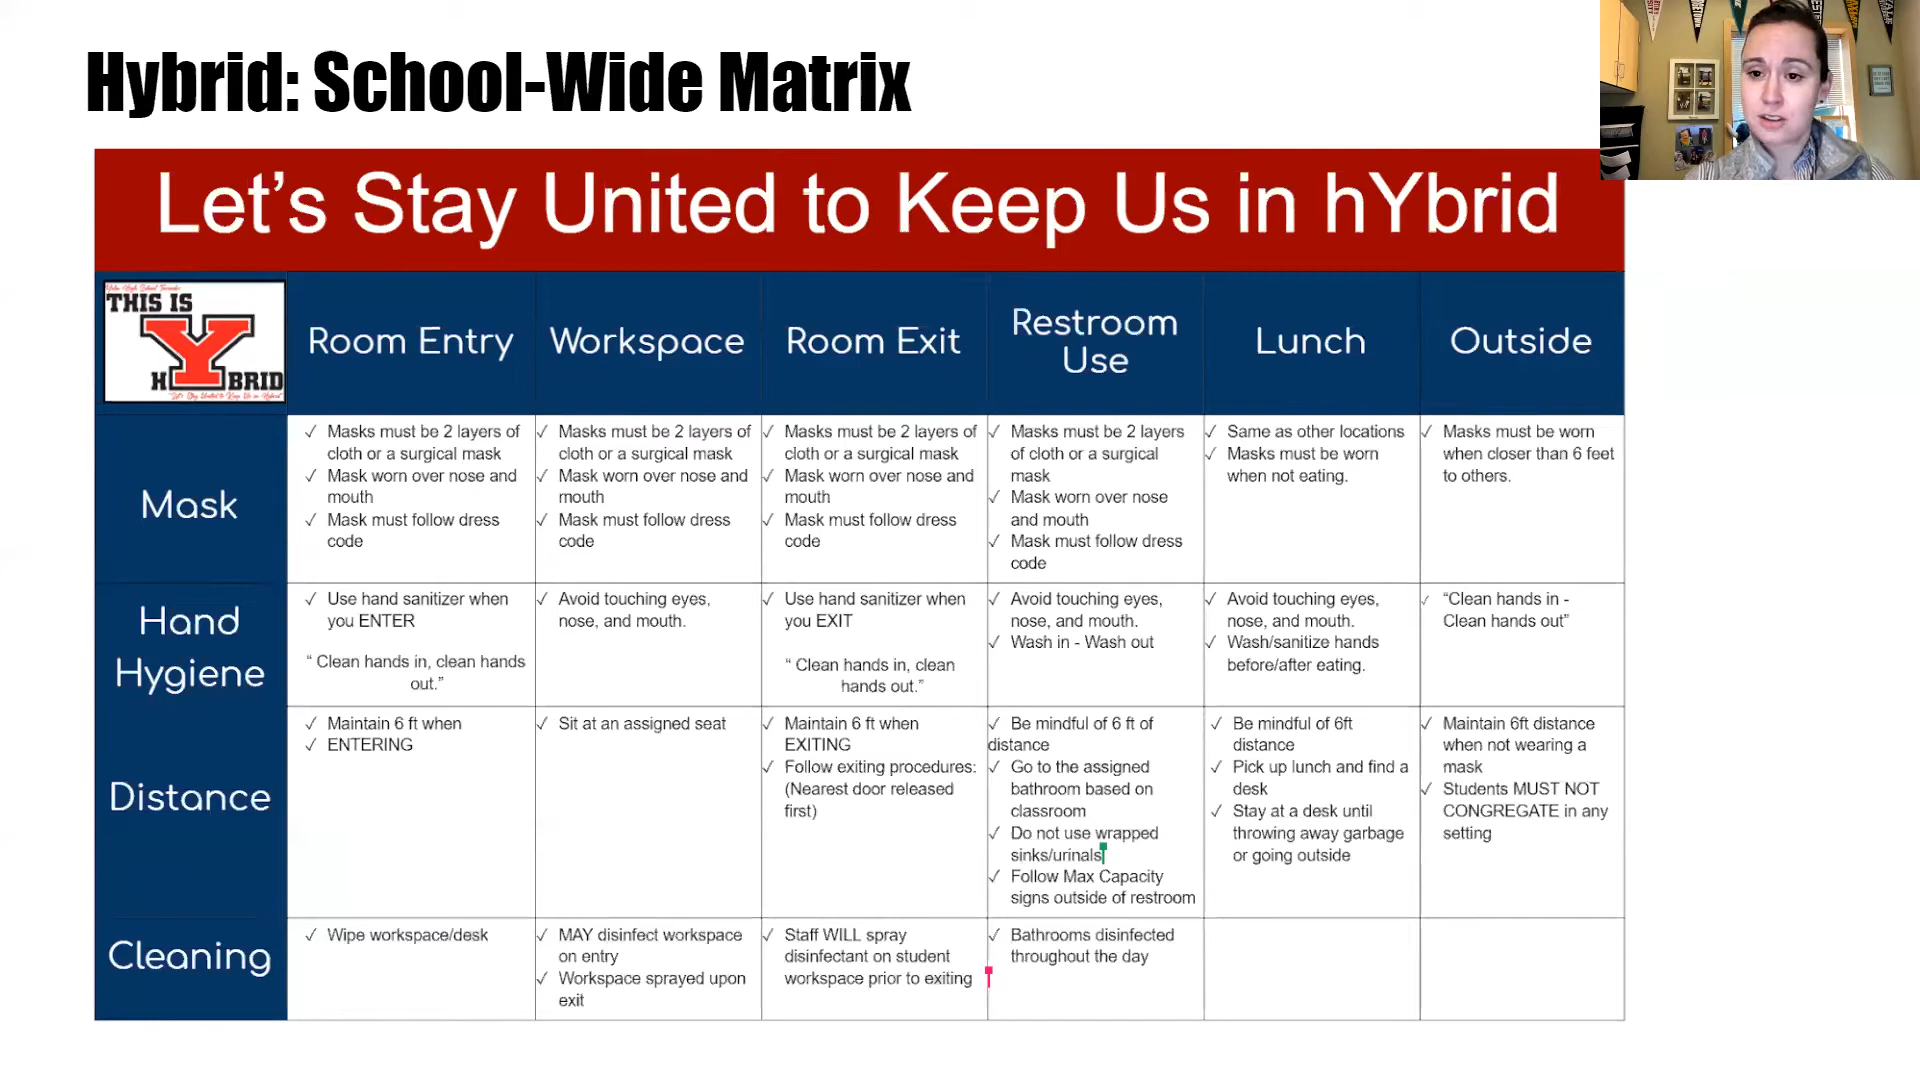 Hybrid: School-Wide Matrix
Let's Stay United to Keep Us in hYbrid
THIS IS
Y
H BRID
"Let's Stay United to Keep Us in Hybrid"
Room Entry
Workspace
Room Exit
Restroom
Use
Lunch
Outside
Mask
✓ Masks must be 2 layers of
cloth or a surgical mask
✓ Mask worn over nose and
mouth
✓ Mask must follow dress
code
✓ Masks must be 2 layers of
cloth or a surgical mask
✓ Mask worn over nose and
mouth
✓ Mask must follow dress
code
✓ Masks must be 2 layers of
cloth or a surgical mask
✓ Mask worn over nose and
mouth
✓ Mask must follow dress
code
✓ Masks must be 2 layers
of cloth or a surgical
mask
✓ Mask worn over nose
and mouth
✓ Mask must follow dress
code
✓ Same as other locations
✓ Masks must be worn
when not eating.
✓ Masks must be worn
when closer than 6 feet
to others.
Hand
Hygiene
✓ Use hand sanitizer when
you ENTER
“ Clean hands in, clean hands
out.”
✓ Avoid touching eyes,
nose, and mouth.
✓ Use hand sanitizer when
you EXIT
“ Clean hands in, clean
hands out.”
✓ Avoid touching eyes,
nose, and mouth.
✓ Wash in - Wash out
✓ Avoid touching eyes,
nose, and mouth.
✓ Wash/sanitize hands
before/after eating.
✓ “Clean hands in -
Clean hands out”
Distance
✓ Maintain 6 ft when
✓ ENTERING
✓ Sit at an assigned seat
✓ Maintain 6 ft when
EXITING
✓ Follow exiting procedures:
(Nearest door released
first)
✓ Be mindful of 6 ft of
distance
✓ Go to the assigned
bathroom based on
classroom
✓ Do not use wrapped
sinks/urinals
✓ Follow Max Capacity
signs outside of restroom
✓ Be mindful of 6ft
distance
✓ Pick up lunch and find a
desk
✓ Stay at a desk until
throwing away garbage
or going outside
✓ Maintain 6ft distance
when not wearing a
mask
✓ Students MUST NOT
CONGREGATE in any
setting
Cleaning
✓ Wipe workspace/desk
✓ MAY disinfect workspace
on entry
✓ Workspace sprayed upon
exit
✓ Staff WILL spray
disinfectant on student
workspace prior to exiting
✓ Bathrooms disinfected
throughout the day